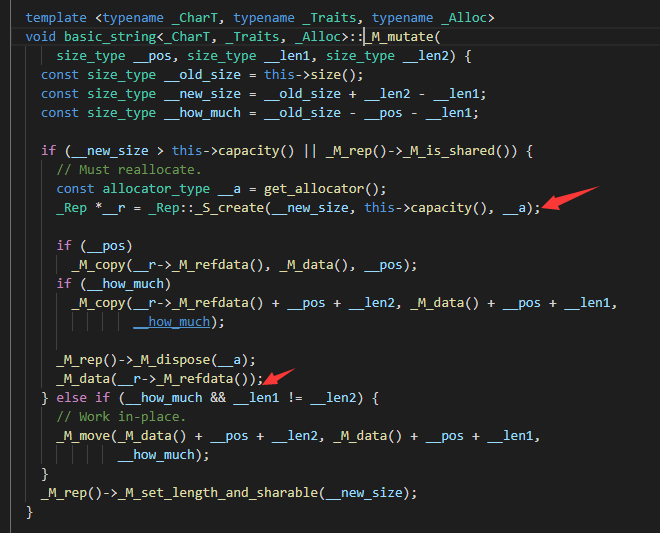 template <typename _CharT, typename _Traits, typename _Alloc>
void basic_string<_CharT, _Traits, _Alloc>::_M_mutate(
    size_type __pos, size_type __len1, size_type __len2) {
  const size_type __old_size = this->size();
  const size_type __new_size = __old_size + __len2 - __len1;
  const size_type __how_much = __old_size - __pos - __len1;

  if (__new_size > this->capacity() || _M_rep()->_M_is_shared()) {
    // Must reallocate.
    const allocator_type __a = get_allocator();
    _Rep *__r = _Rep::_S_create(__new_size, this->capacity(), __a);

    if (__pos)
      _M_copy(__r->_M_refdata(), _M_data(), __pos);
    if (__how_much)
      _M_copy(__r->_M_refdata() + __pos + __len2, _M_data() + __pos + __len1,
              __how_much);

    _M_rep()->_M_dispose(__a);
    _M_data(__r->_M_refdata());
  } else if (__how_much && __len1 != __len2) {
    // Work in-place.
    _M_move(_M_data() + __pos + __len2, _M_data() + __pos + __len1,
            __how_much);
  }
  _M_rep()->_M_set_length_and_sharable(__new_size);
}